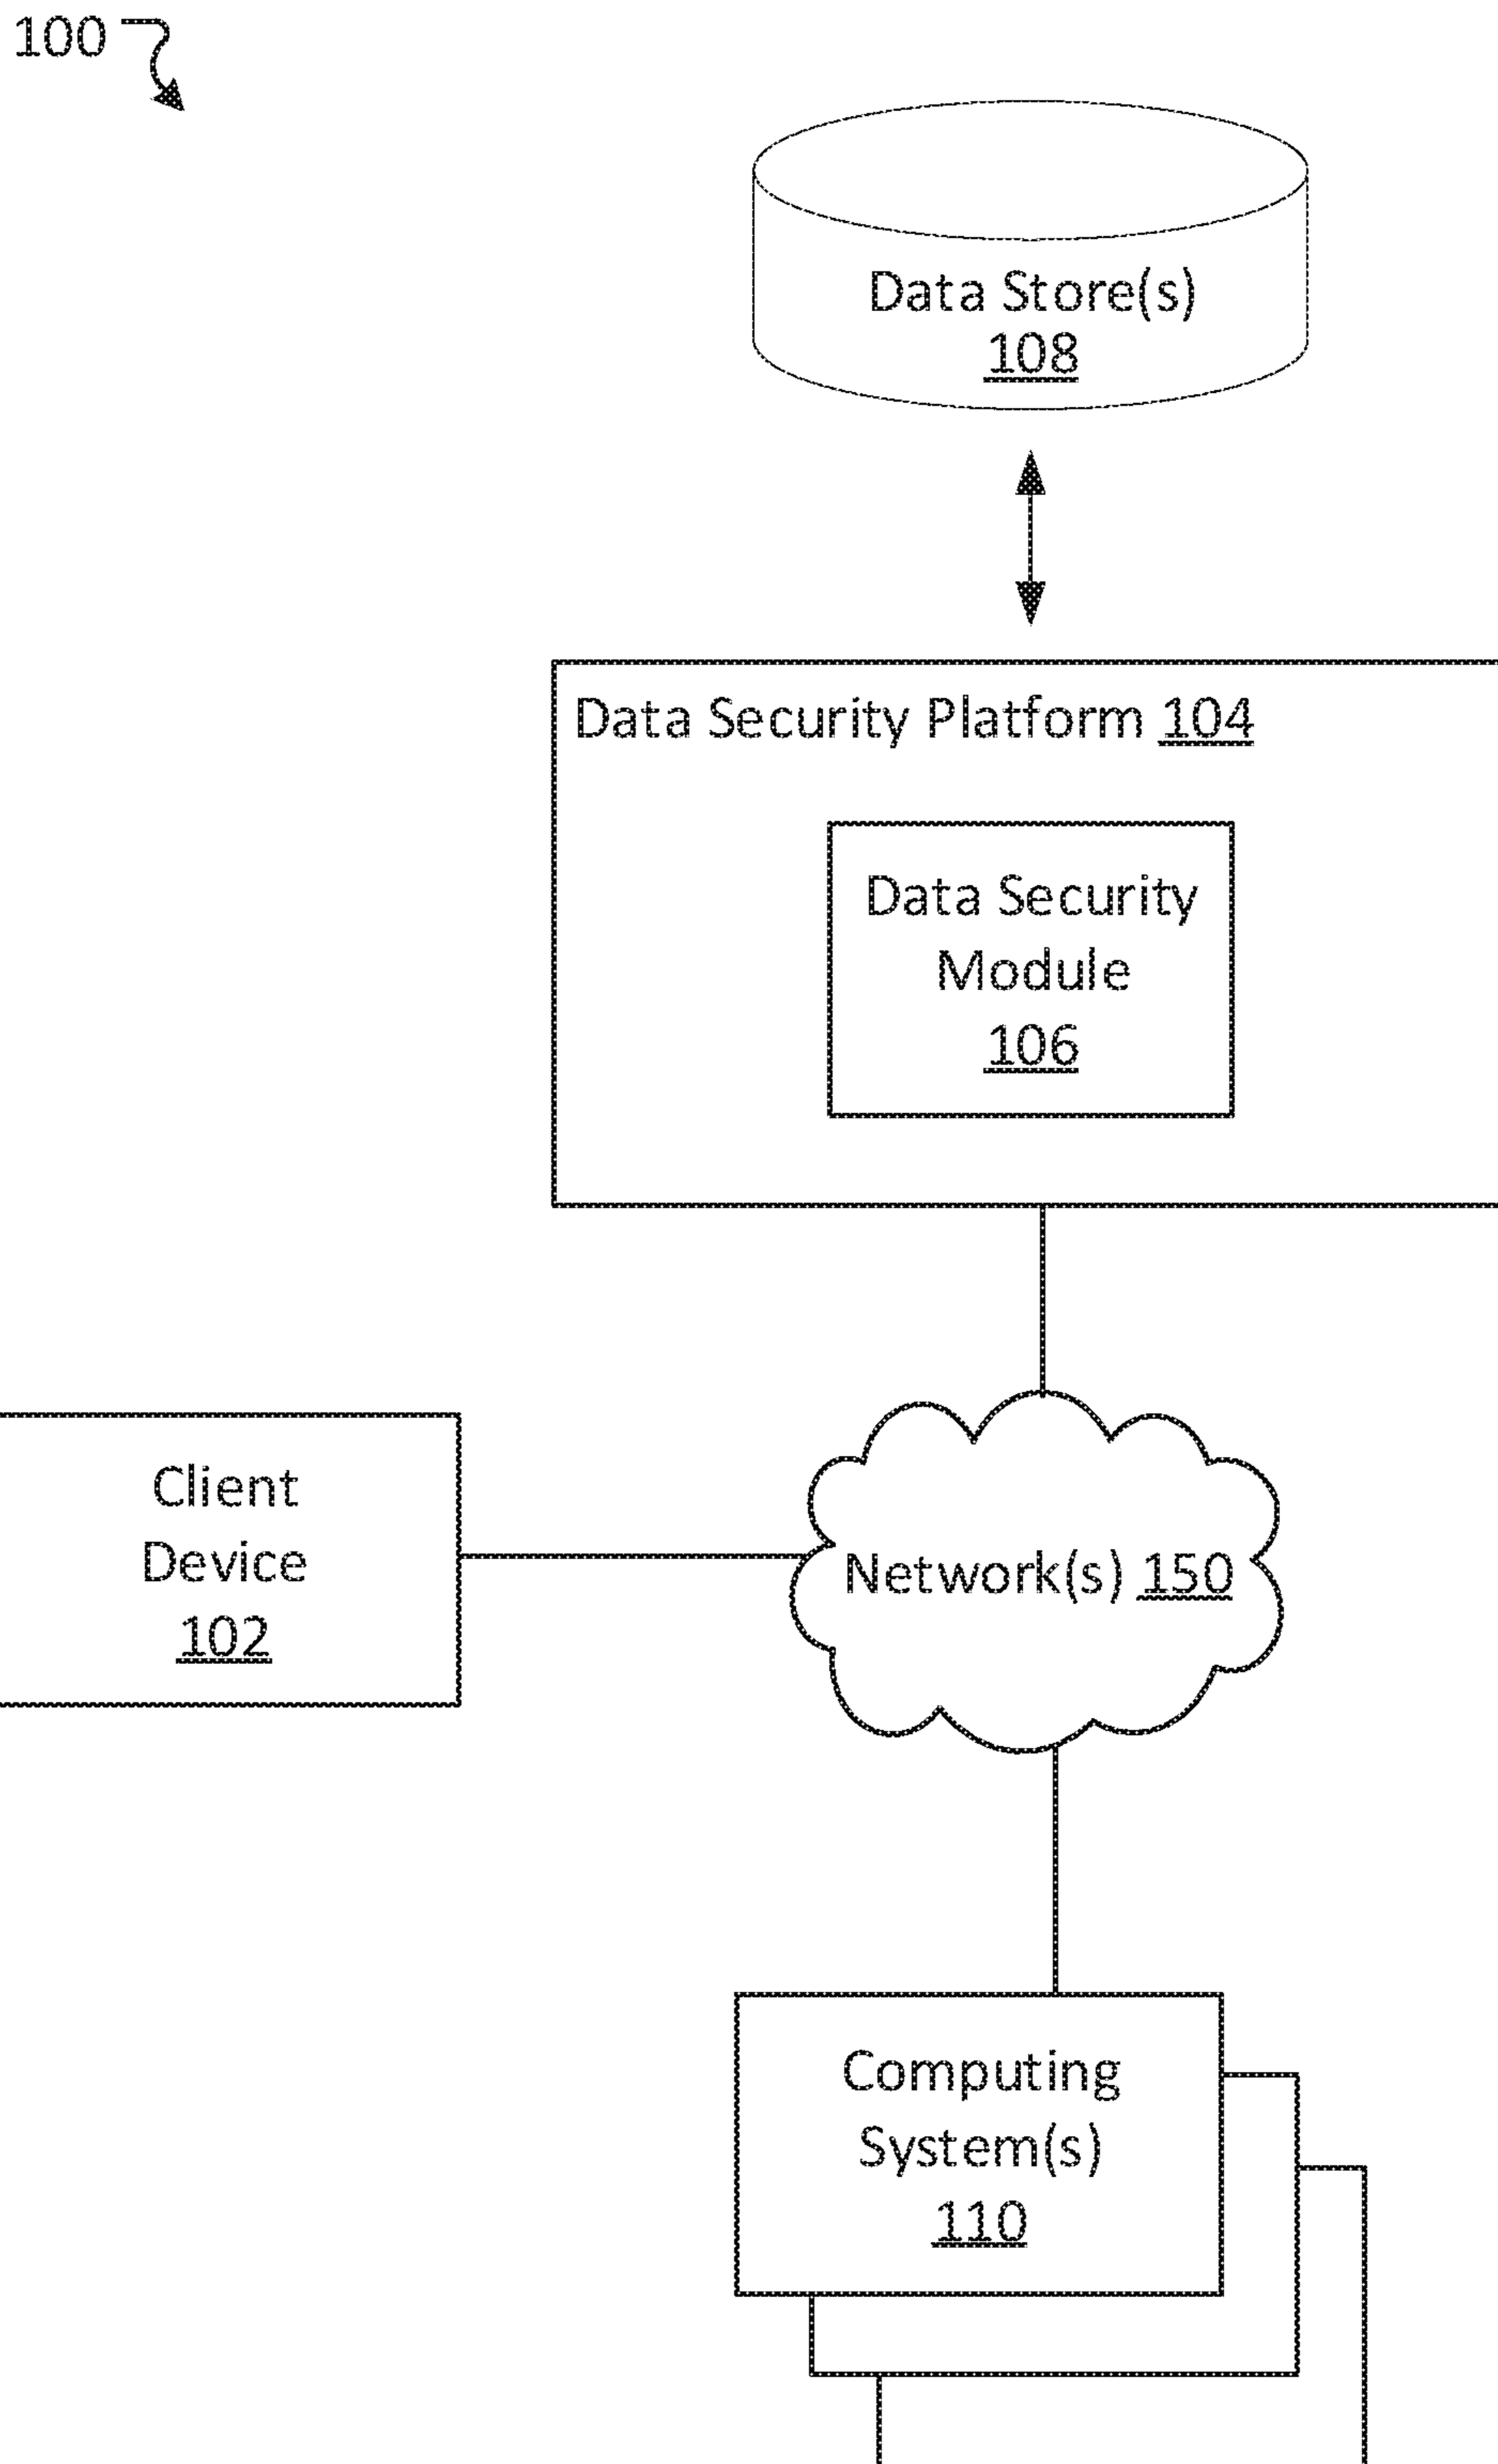 100
Data Store(s)
108
Data Security Platform 104
Data Security
Module
106
Client
Device
102
Network(s) 150
Computing
System(s)
110